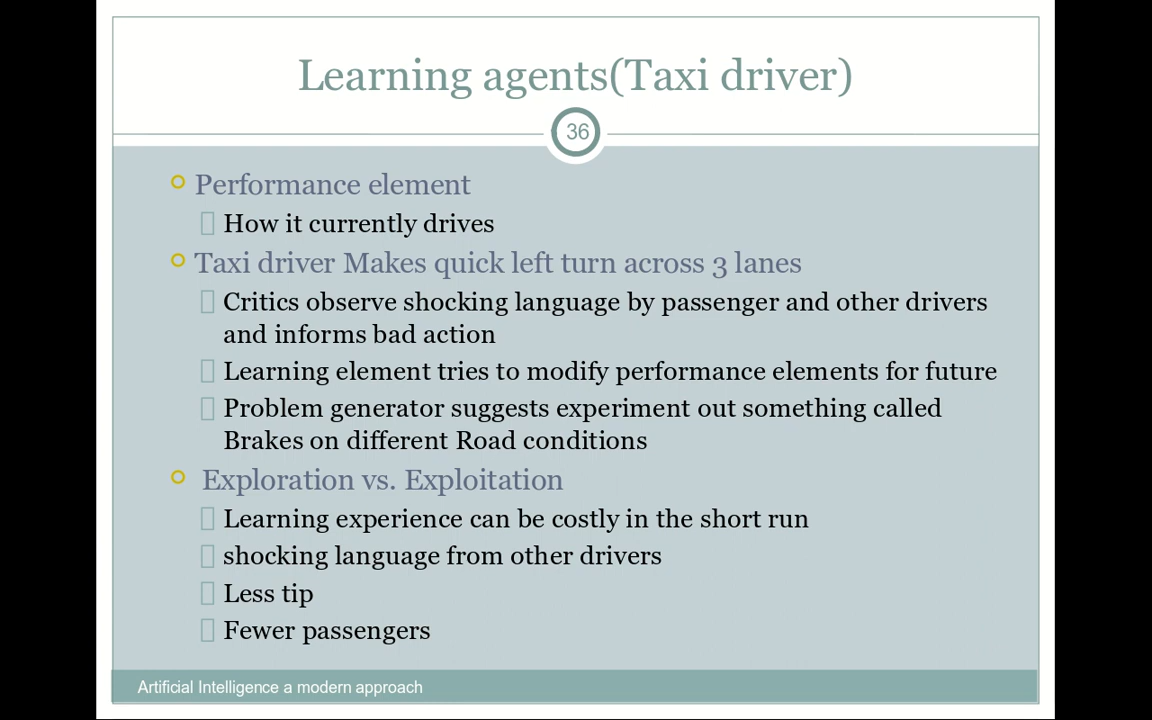 Learning agents(Taxi driver)
36
Performance element
How it currently drives
Taxi driver Makes quick left turn across 3 lanes
Critics observe shocking language by passenger and other drivers
and informs bad action
Learning element tries to modify performance elements for future
Problem generator suggests experiment out something called
Brakes on different Road conditions
Exploration vs. Exploitation
Learning experience can be costly in the short run
shocking language from other drivers
Less tip
Fewer passengers
Artificial Intelligence a modern approach